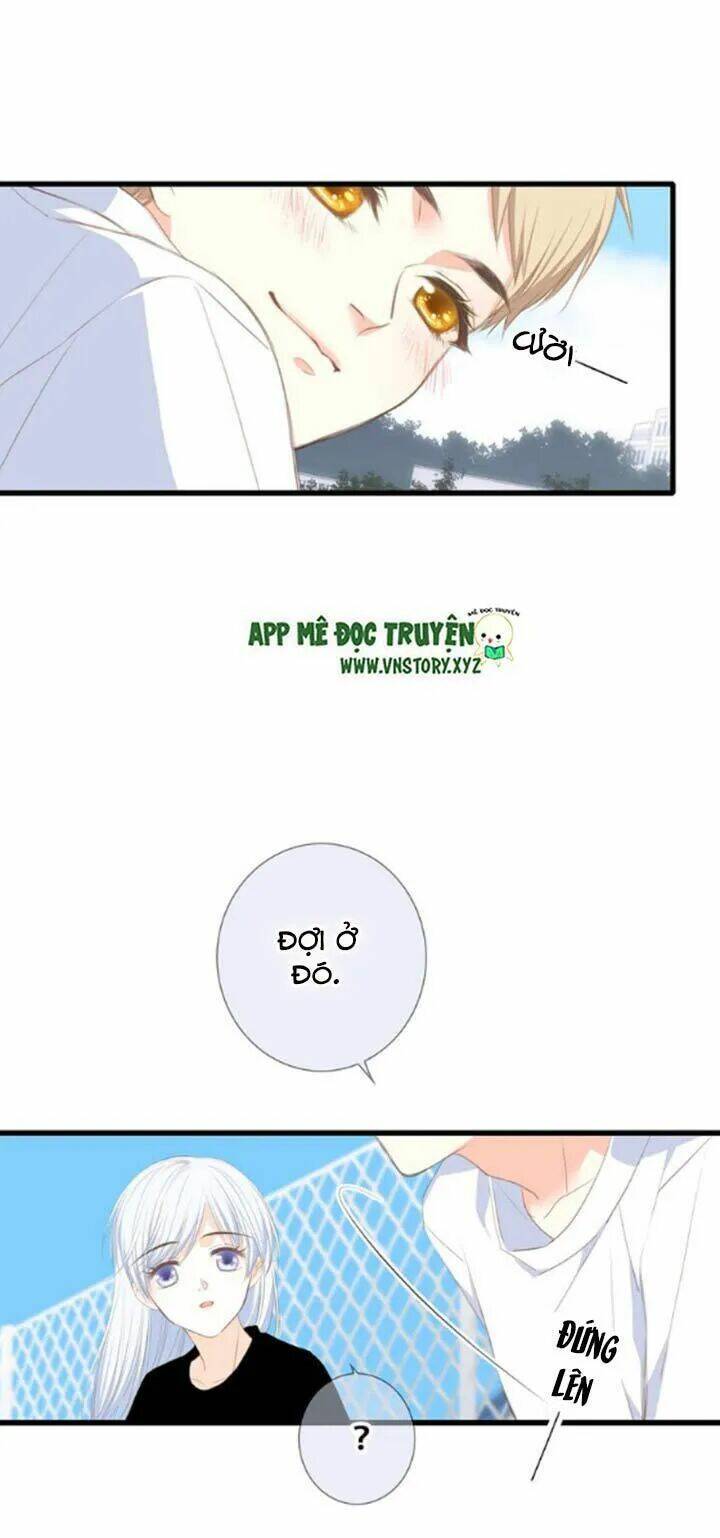 CƯỜI
MÊ ĐỌC TRUYỆN
APP MÊ ĐỌC TRUYỆN
WWW.VNSTORY.XYZ
ĐỢI Ở
ĐÓ.
ĐỨNG
LÊN
?